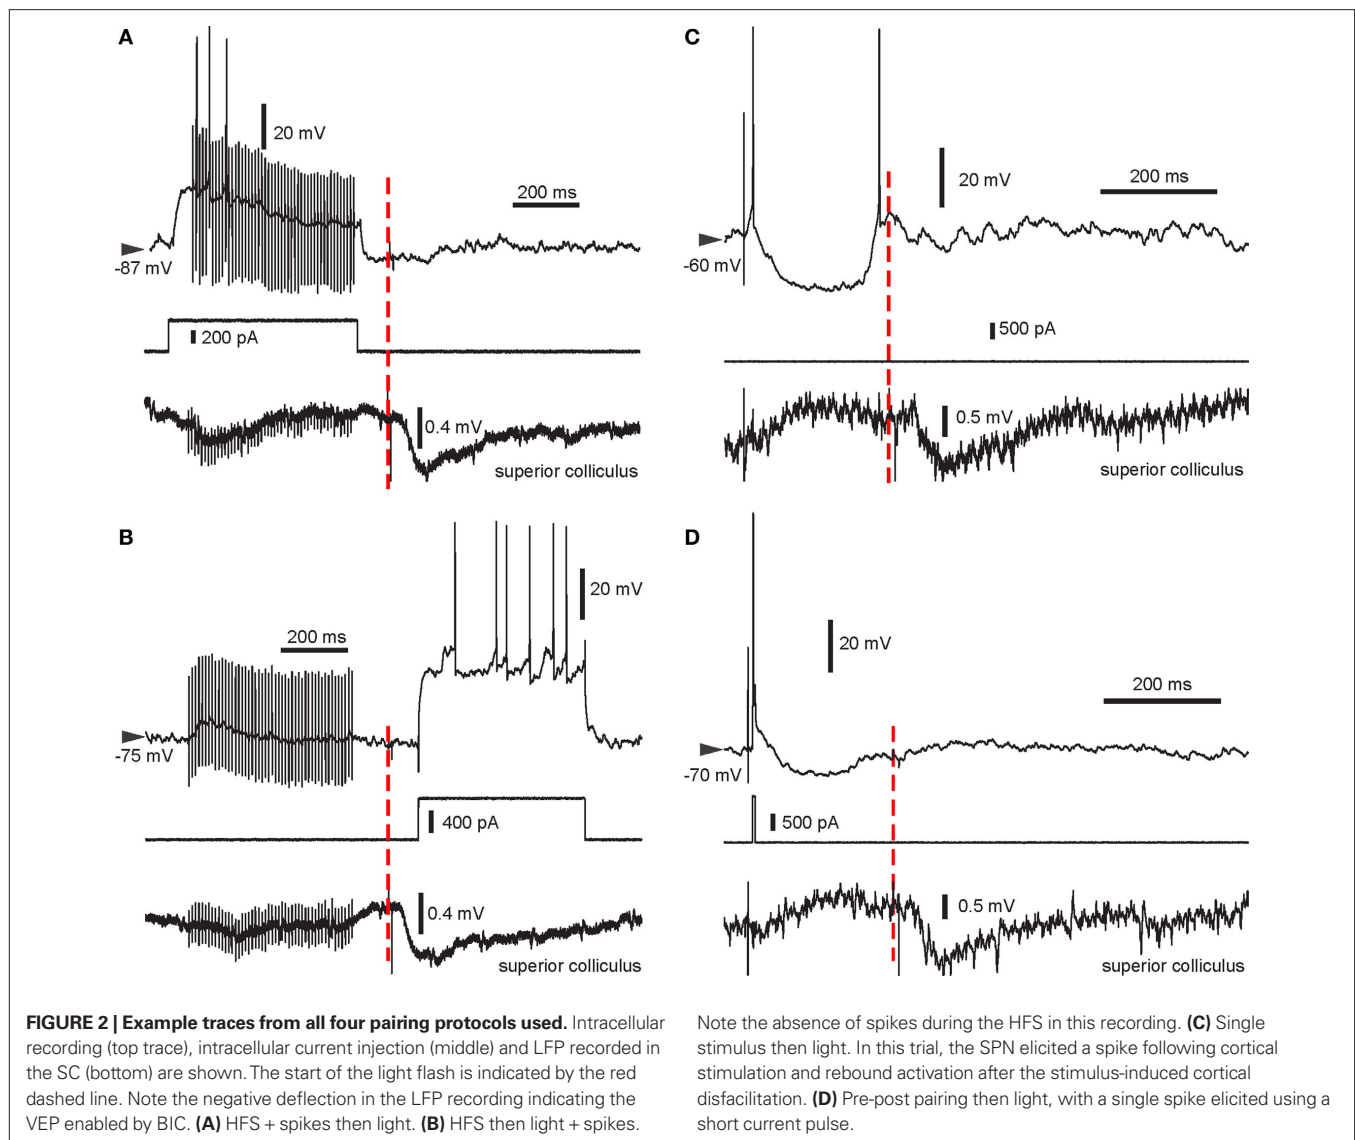 A
20 mV
200 ms
-87 mV
200 pA
0.4 mV
superior colliculus
B
20 mV
200 ms
-75 mV
400 pA
0.4 mV
superior colliculus
C
20 mV
200 ms
-60 mV
500 pA
0.5 mV
superior colliculus
D
20 mV
200 ms
-70 mV
500 pA
0.5 mV
superior colliculus
FIGURE 2 | Example traces from all four pairing protocols used. Intracellular
recording (top trace), intracellular current injection (middle) and LFP recorded in
the SC (bottom) are shown. The start of the light flash is indicated by the red
dashed line. Note the negative deflection in the LFP recording indicating the
VEP enabled by BIC. (A) HFS + spikes then light. (B) HFS then light + spikes.
Note the absence of spikes during the HFS in this recording. (C) Single
stimulus then light. In this trial, the SPN elicited a spike following cortical
stimulation and rebound activation after the stimulus-induced cortical
disfacilitation. (D) Pre-post pairing then light, with a single spike elicited using a
short current pulse.